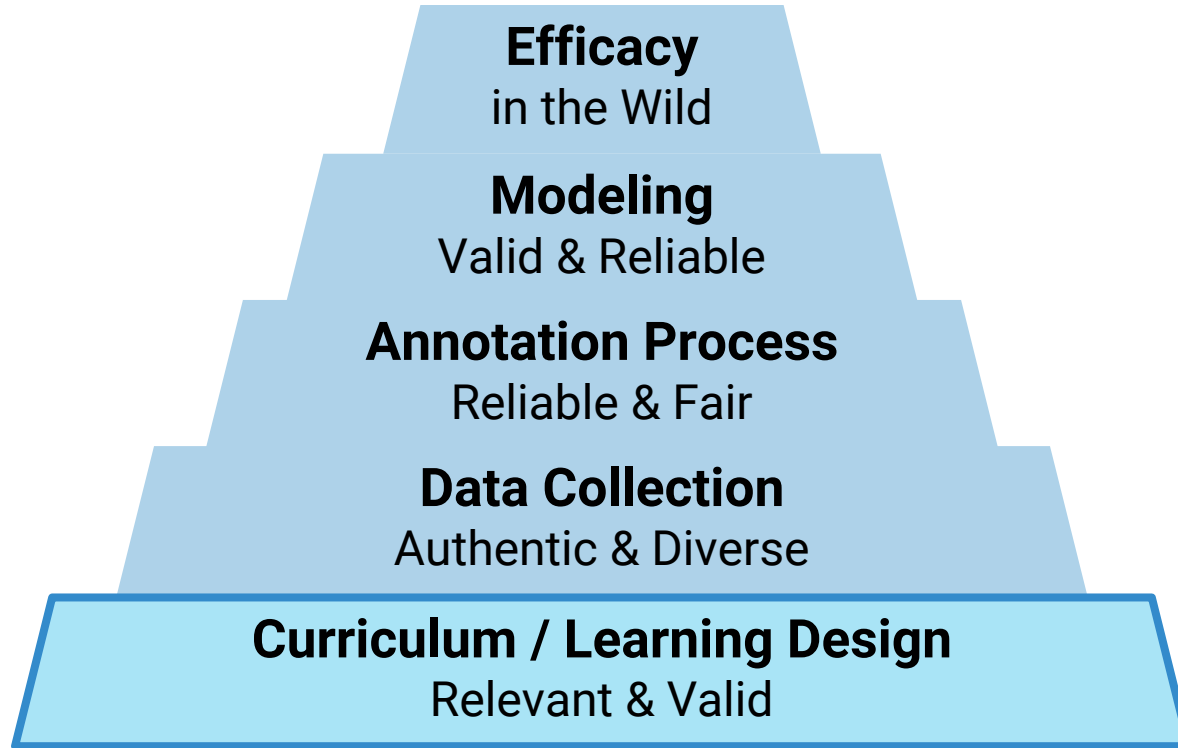 Efficacy
in the Wild
Modeling
Valid & Reliable
Annotation Process
Reliable & Fair
Data Collection
Authentic & Diverse
Curriculum / Learning Design
Relevant & Valid